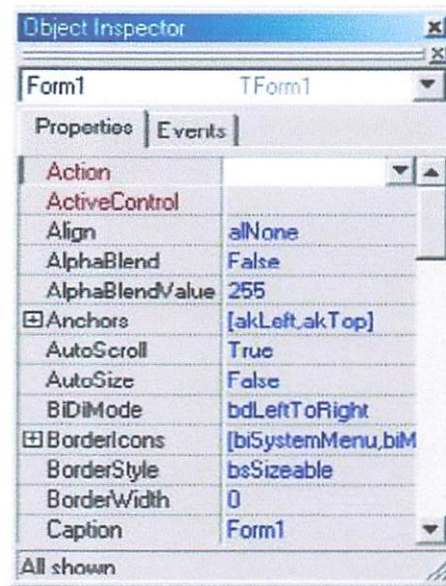 Object Inspector
Form1 TForm1
Properties Events
Action
ActiveControl
Align alNone
AlphaBlend False
AlphaBlendValue 255
Anchors [akLeft,akTop]
AutoScroll True
AutoSize False
BiDiMode bdLeftToRight
BorderIcons [biSystemMenu,biM
BorderStyle bsSizeable
BorderWidth 0
Caption Form1
All shown